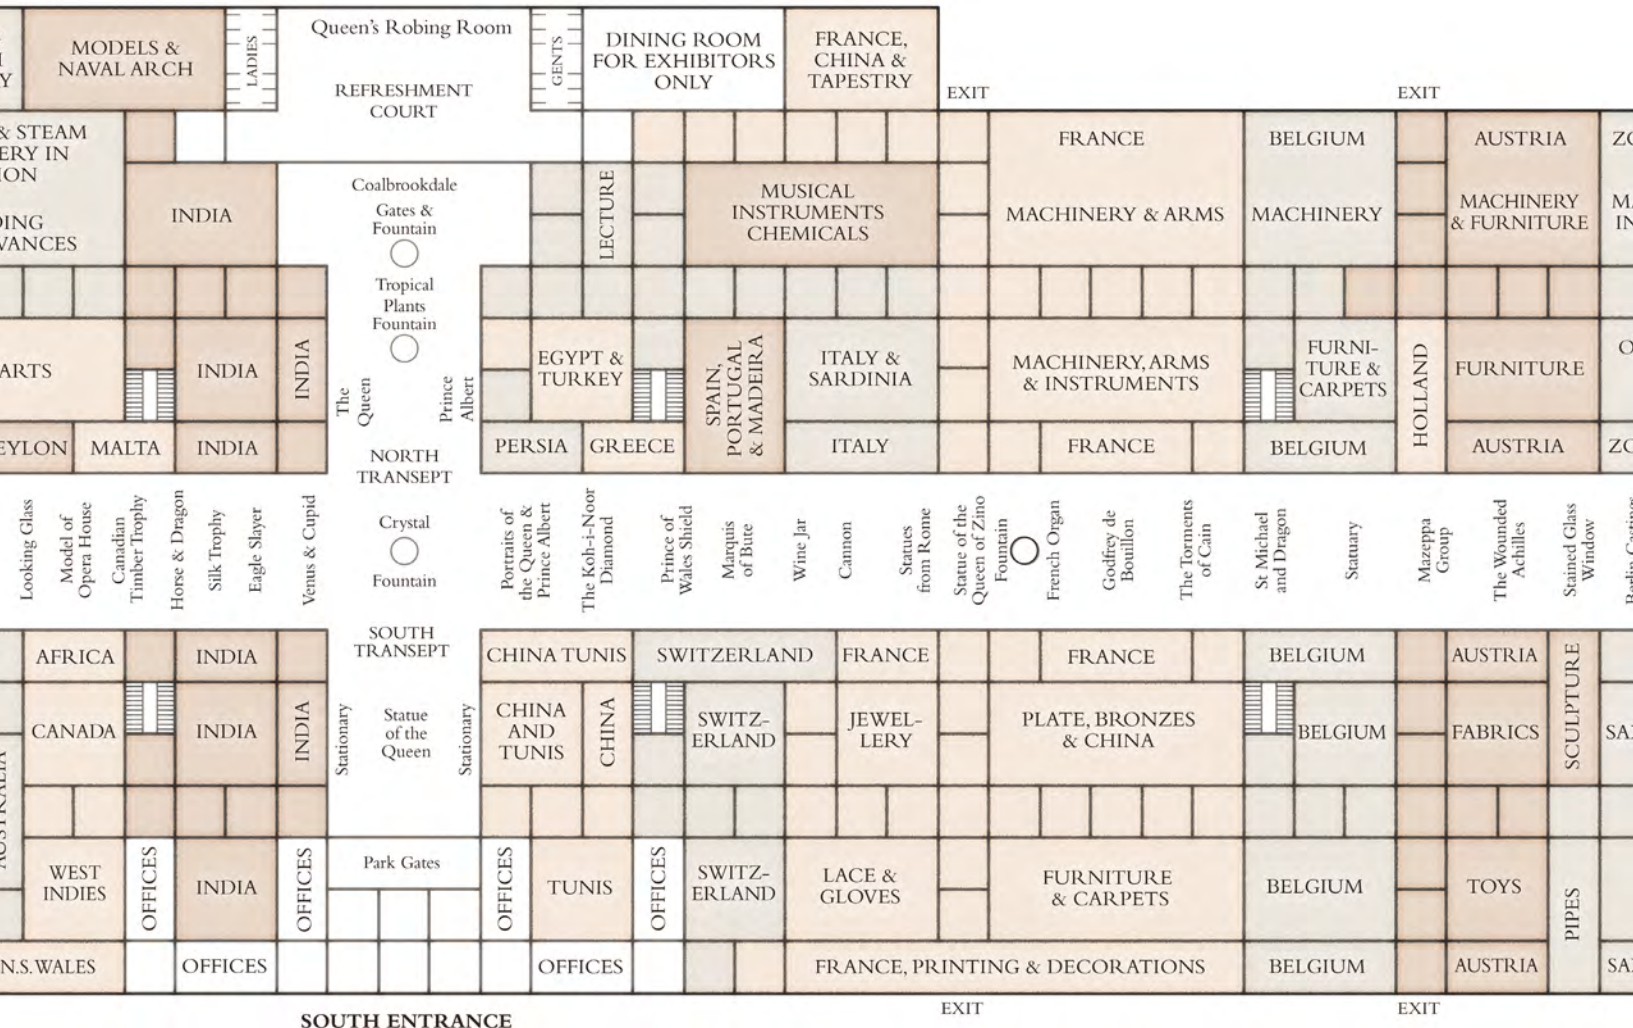 Y
MODELS &
NAVAL ARCH
LADIES
Queen's Robing Room
REFRESHMENT
COURT
GENTS
DINING ROOM
FOR EXHIBITORS
ONLY
FRANCE,
CHINA &
TAPESTRY
EXIT
EXIT
& STEAM
ERY IN
ION
DING
VANCES
INDIA
Coalbrookdale
Gates &
Fountain
LECTURE
MUSICAL
INSTRUMENTS
CHEMICALS
FRANCE
MACHINERY & ARMS
BELGIUM
MACHINERY
AUSTRIA
MACHINERY
& FURNITURE
ZO
MA
IN
Tropical
Plants
Fountain
ARTS
INDIA
INDIA
The
Queen
Prince
Albert
EGYPT &
TURKEY
SPAIN,
PORTUGAL
& MADEIRA
ITALY &
SARDINIA
MACHINERY, ARMS
& INSTRUMENTS
FURNI-
TURE &
CARPETS
HOLLAND
FURNITURE
O
EYLON
MALTA
INDIA
NORTH
TRANSEPT
PERSIA
GREECE
ITALY
FRANCE
BELGIUM
AUSTRIA
ZO
Looking Glass
Model of
Opera House
Canadian
Timber Trophy
Horse & Dragon
Silk Trophy
Eagle Slayer
Venus & Cupid
Crystal
Fountain
Portraits of
the Queen &
Prince Albert
The Koh-i-Noor
Diamond
Prince of
Wales Shield
Marquis
of Bute
Wine Jar
Cannon
Statues
from Rome
Statue of the
Queen of Zino
Fountain
French Organ
Godfrey de
Bouillon
The Torments
of Cain
St Michael
and Dragon
Statuary
Mazeppa
Group
The Wounded
Achilles
Stained Glass
Window
Berlin Castings
AFRICA
INDIA
SOUTH
TRANSEPT
CHINA TUNIS
SWITZERLAND
FRANCE
FRANCE
BELGIUM
AUSTRIA
SCULPTURE
CANADA
INDIA
INDIA
Stationary
Statue
of the
Queen
Stationary
CHINA
AND
TUNIS
CHINA
SWITZ-
ERLAND
JEWEL-
LERY
PLATE, BRONZES
& CHINA
BELGIUM
FABRICS
SAX
AUSTRALIA
WEST
INDIES
OFFICES
INDIA
OFFICES
Park Gates
OFFICES
TUNIS
OFFICES
SWITZ-
ERLAND
LACE &
GLOVES
FURNITURE
& CARPETS
BELGIUM
TOYS
PIPES
N.S.WALES
OFFICES
OFFICES
FRANCE, PRINTING & DECORATIONS
BELGIUM
AUSTRIA
SAX
EXIT
EXIT
SOUTH ENTRANCE